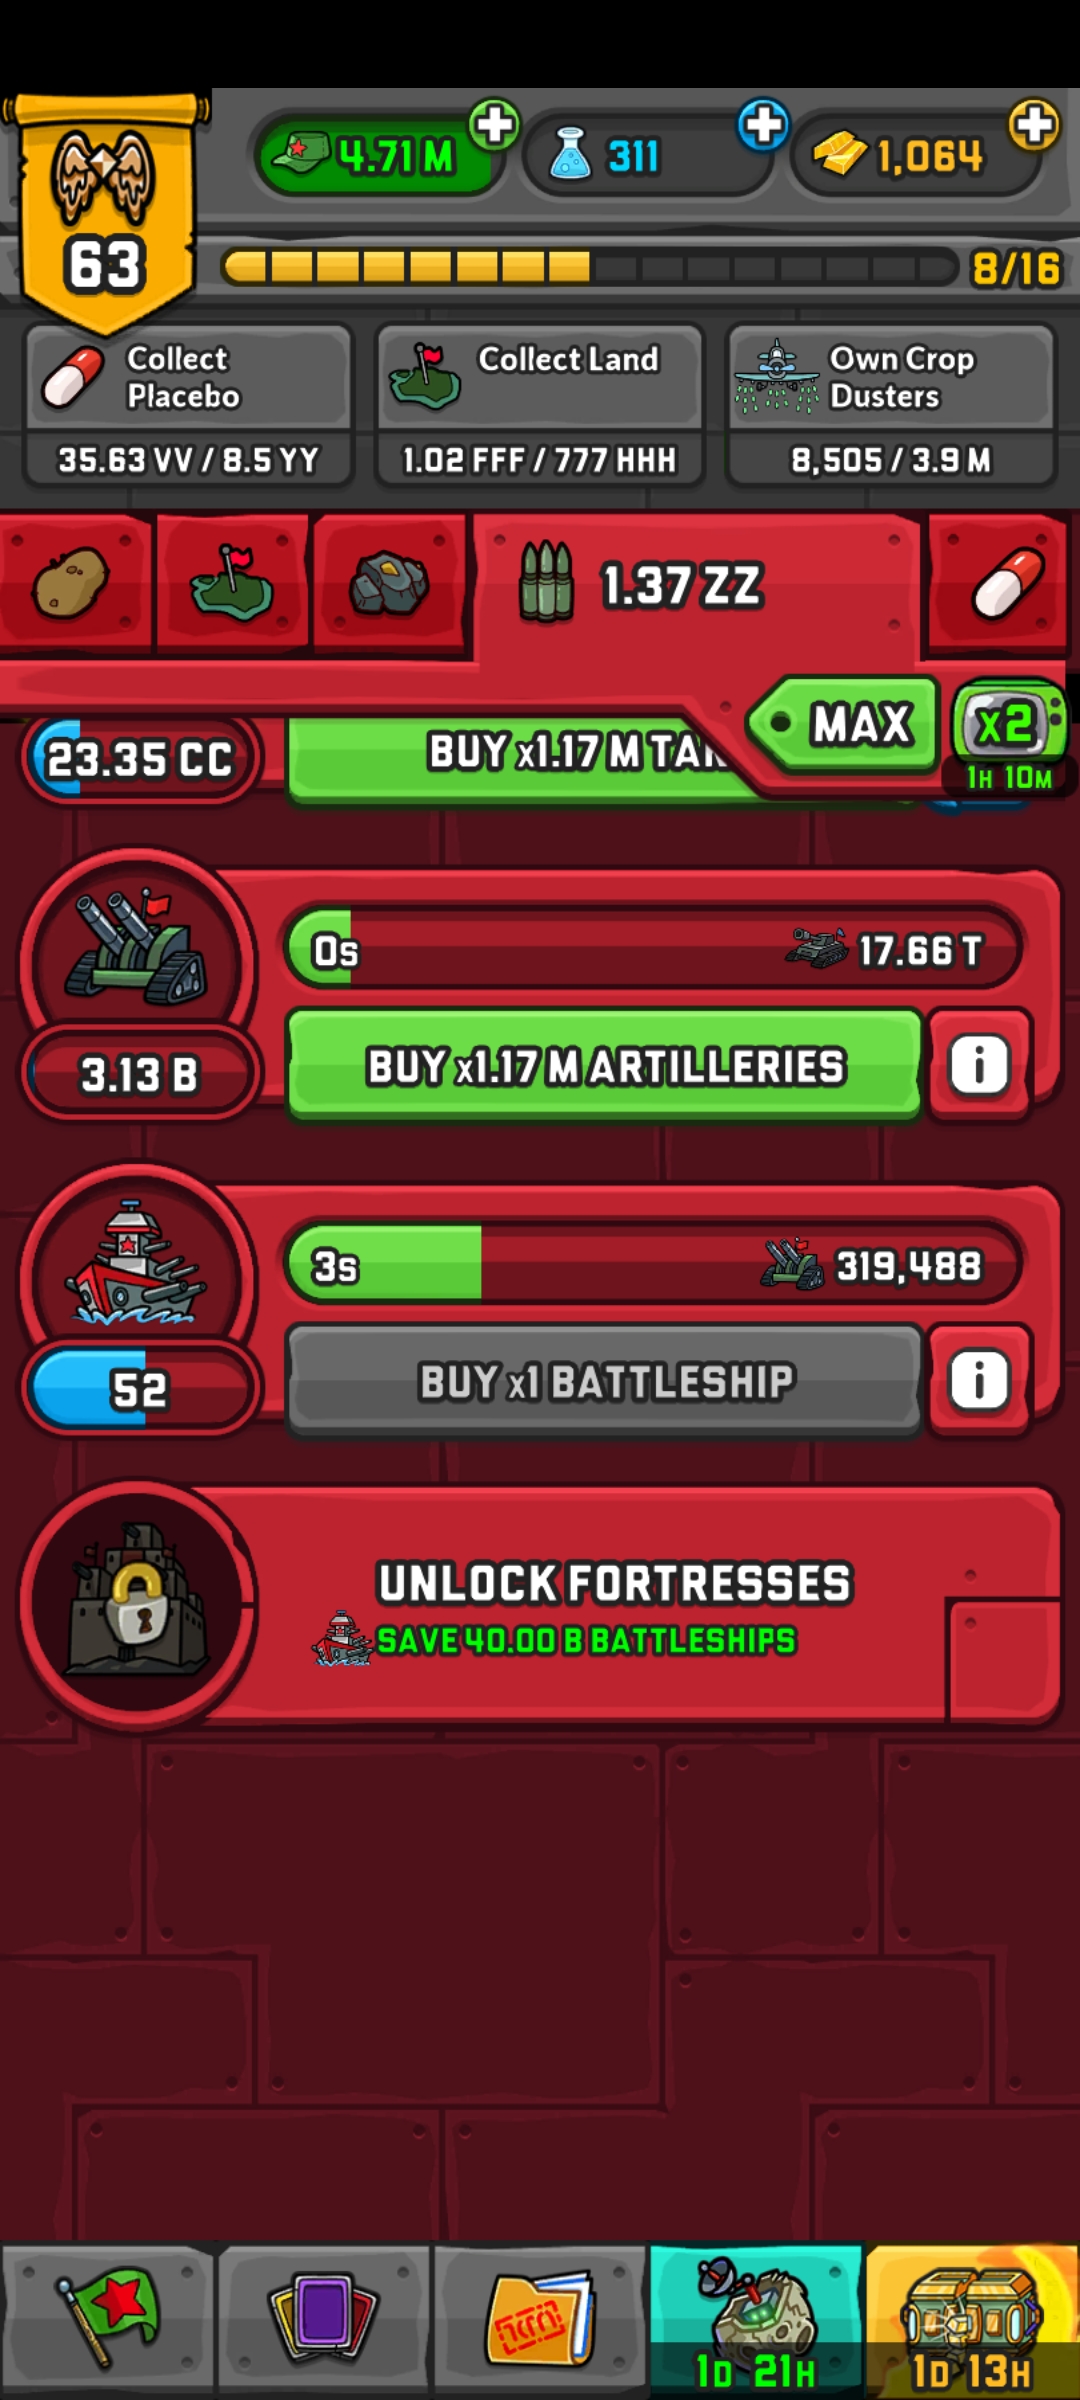 4.71 M
311
1,064
63
8/16
Collect
Placebo
35.63 VV / 8.5 YY
Collect Land
1.02 FFF / 777 HHH
Own Crop
Dusters
8,505 / 3.9 M
1.37 ZZ
MAX
x2
1H 10M
23.35 CC
BUY x1.17 M TAN
0s
17.66 T
3.13 B
BUY x1.17 M ARTILLERIES
i
3s
319,488
52
BUY x1 BATTLESHIP
i
UNLOCK FORTRESSES
SAVE 40.00 B BATTLESHIPS
1D 21H
1D 13H